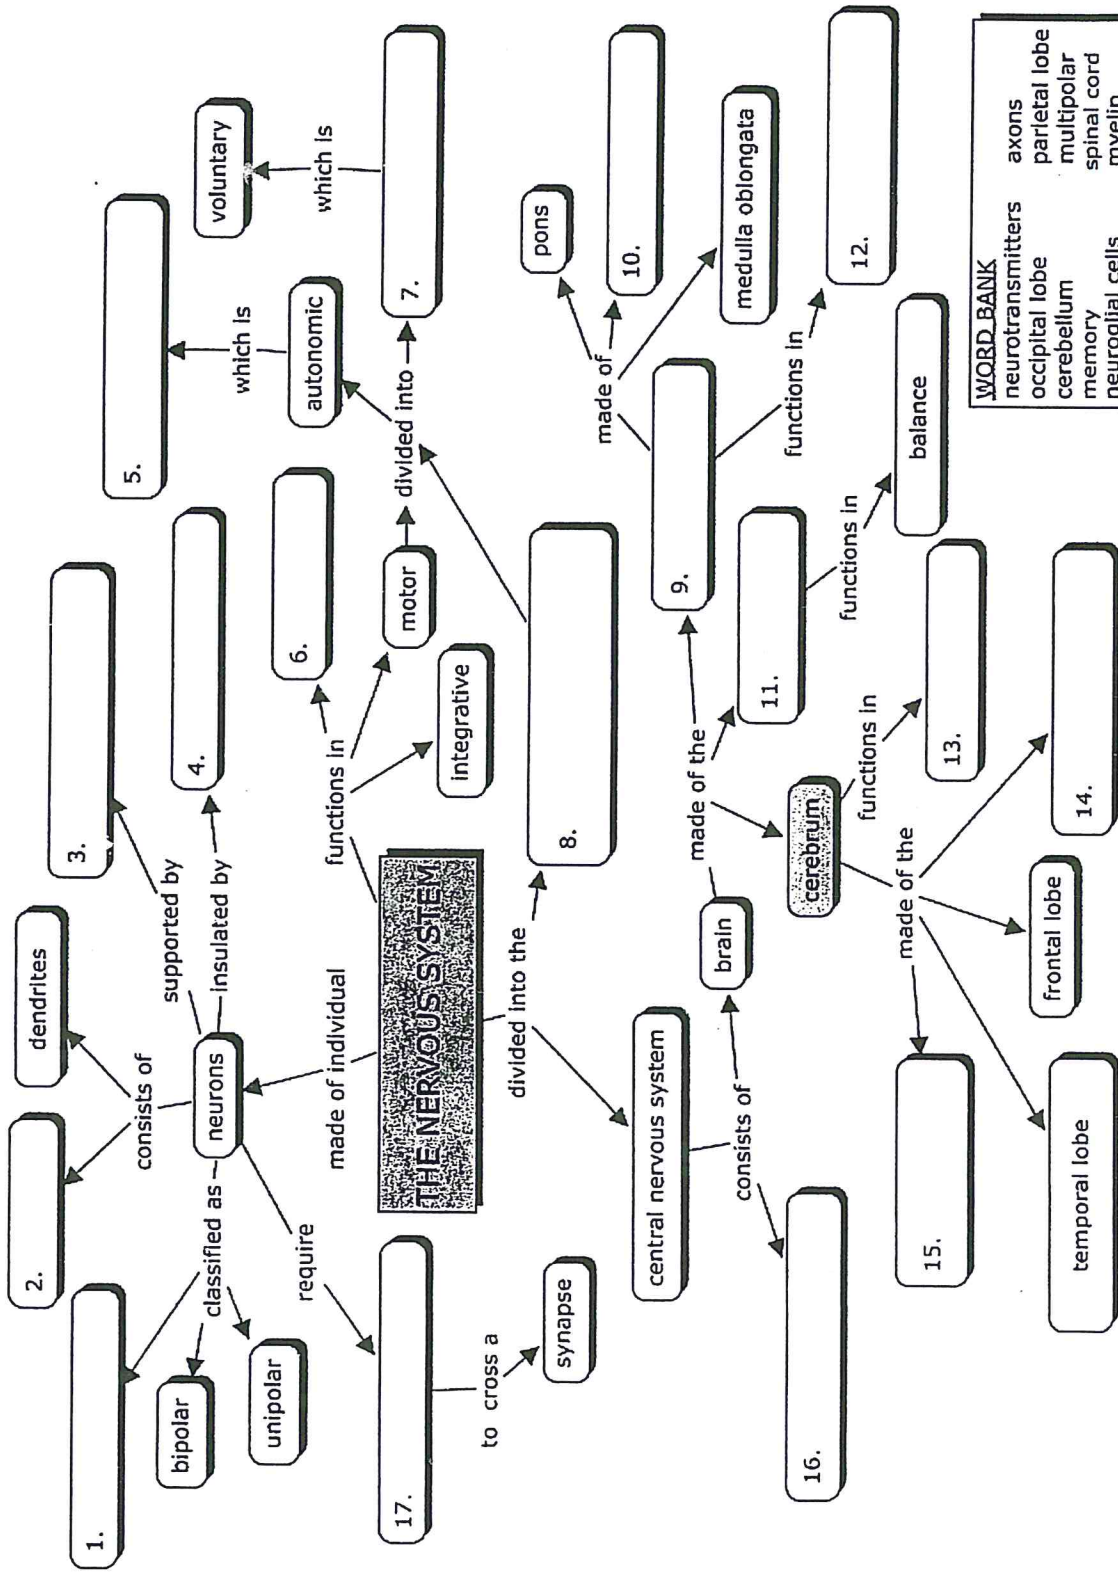 1.
2.
dendrites
3.
consists of
supported by
bipolar
classified as
neurons
insulated by
4.
5.
unipolar
require
made of individual
functions in
6.
which is
voluntary
autonomic
which is
17.
THE NERVOUS SYSTEM
integrative
motor
divided into
7.
to cross a
synapse
divided into the
8.
central nervous system
consists of
brain
made of the
9.
made of
pons
10.
medulla oblongata
16.
cerebrum
11.
functions in
12.
15.
made of the
functions in
13.
functions in
balance
temporal lobe
frontal lobe
14.
WORD BANK
neurotransmitters axons
occipital lobe parietal lobe
cerebellum multipolar
memory spinal cord